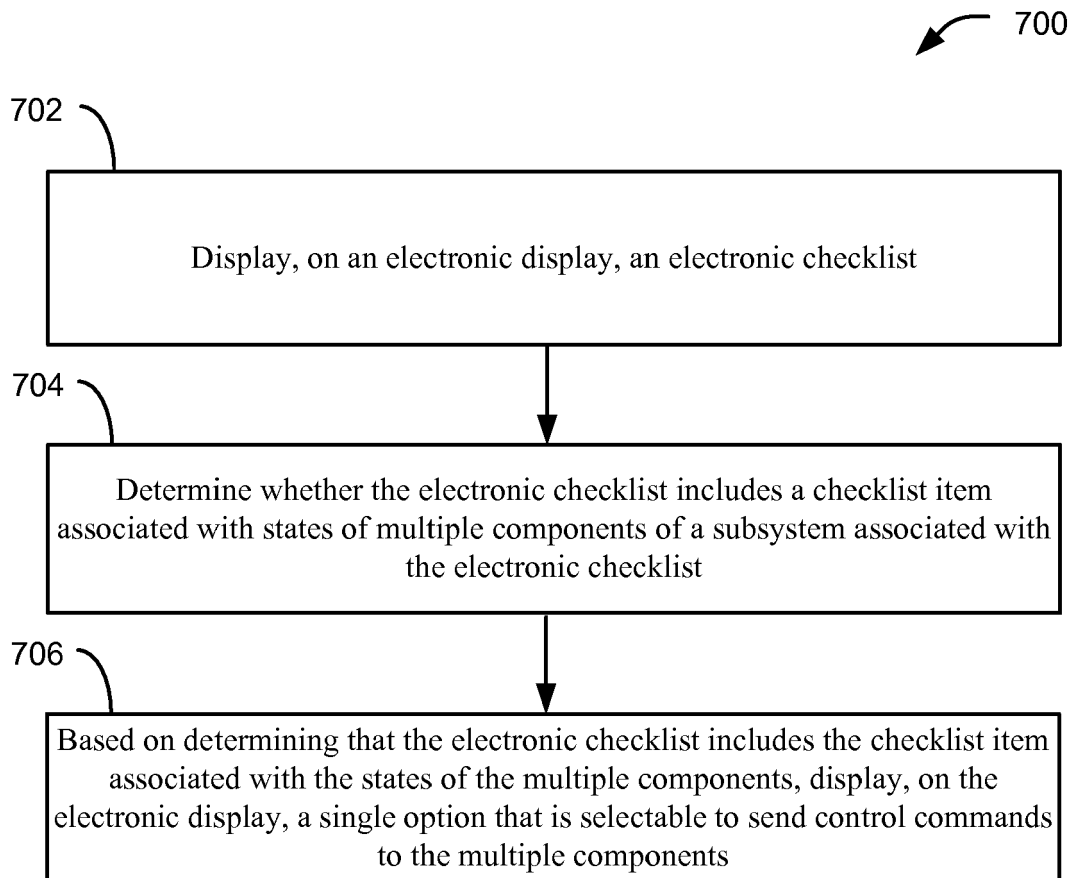 700
702
Display, on an electronic display, an electronic checklist
704
Determine whether the electronic checklist includes a checklist item
associated with states of multiple components of a subsystem associated with
the electronic checklist
706
Based on determining that the electronic checklist includes the checklist item
associated with the states of the multiple components, display, on the
electronic display, a single option that is selectable to send control commands
to the multiple components